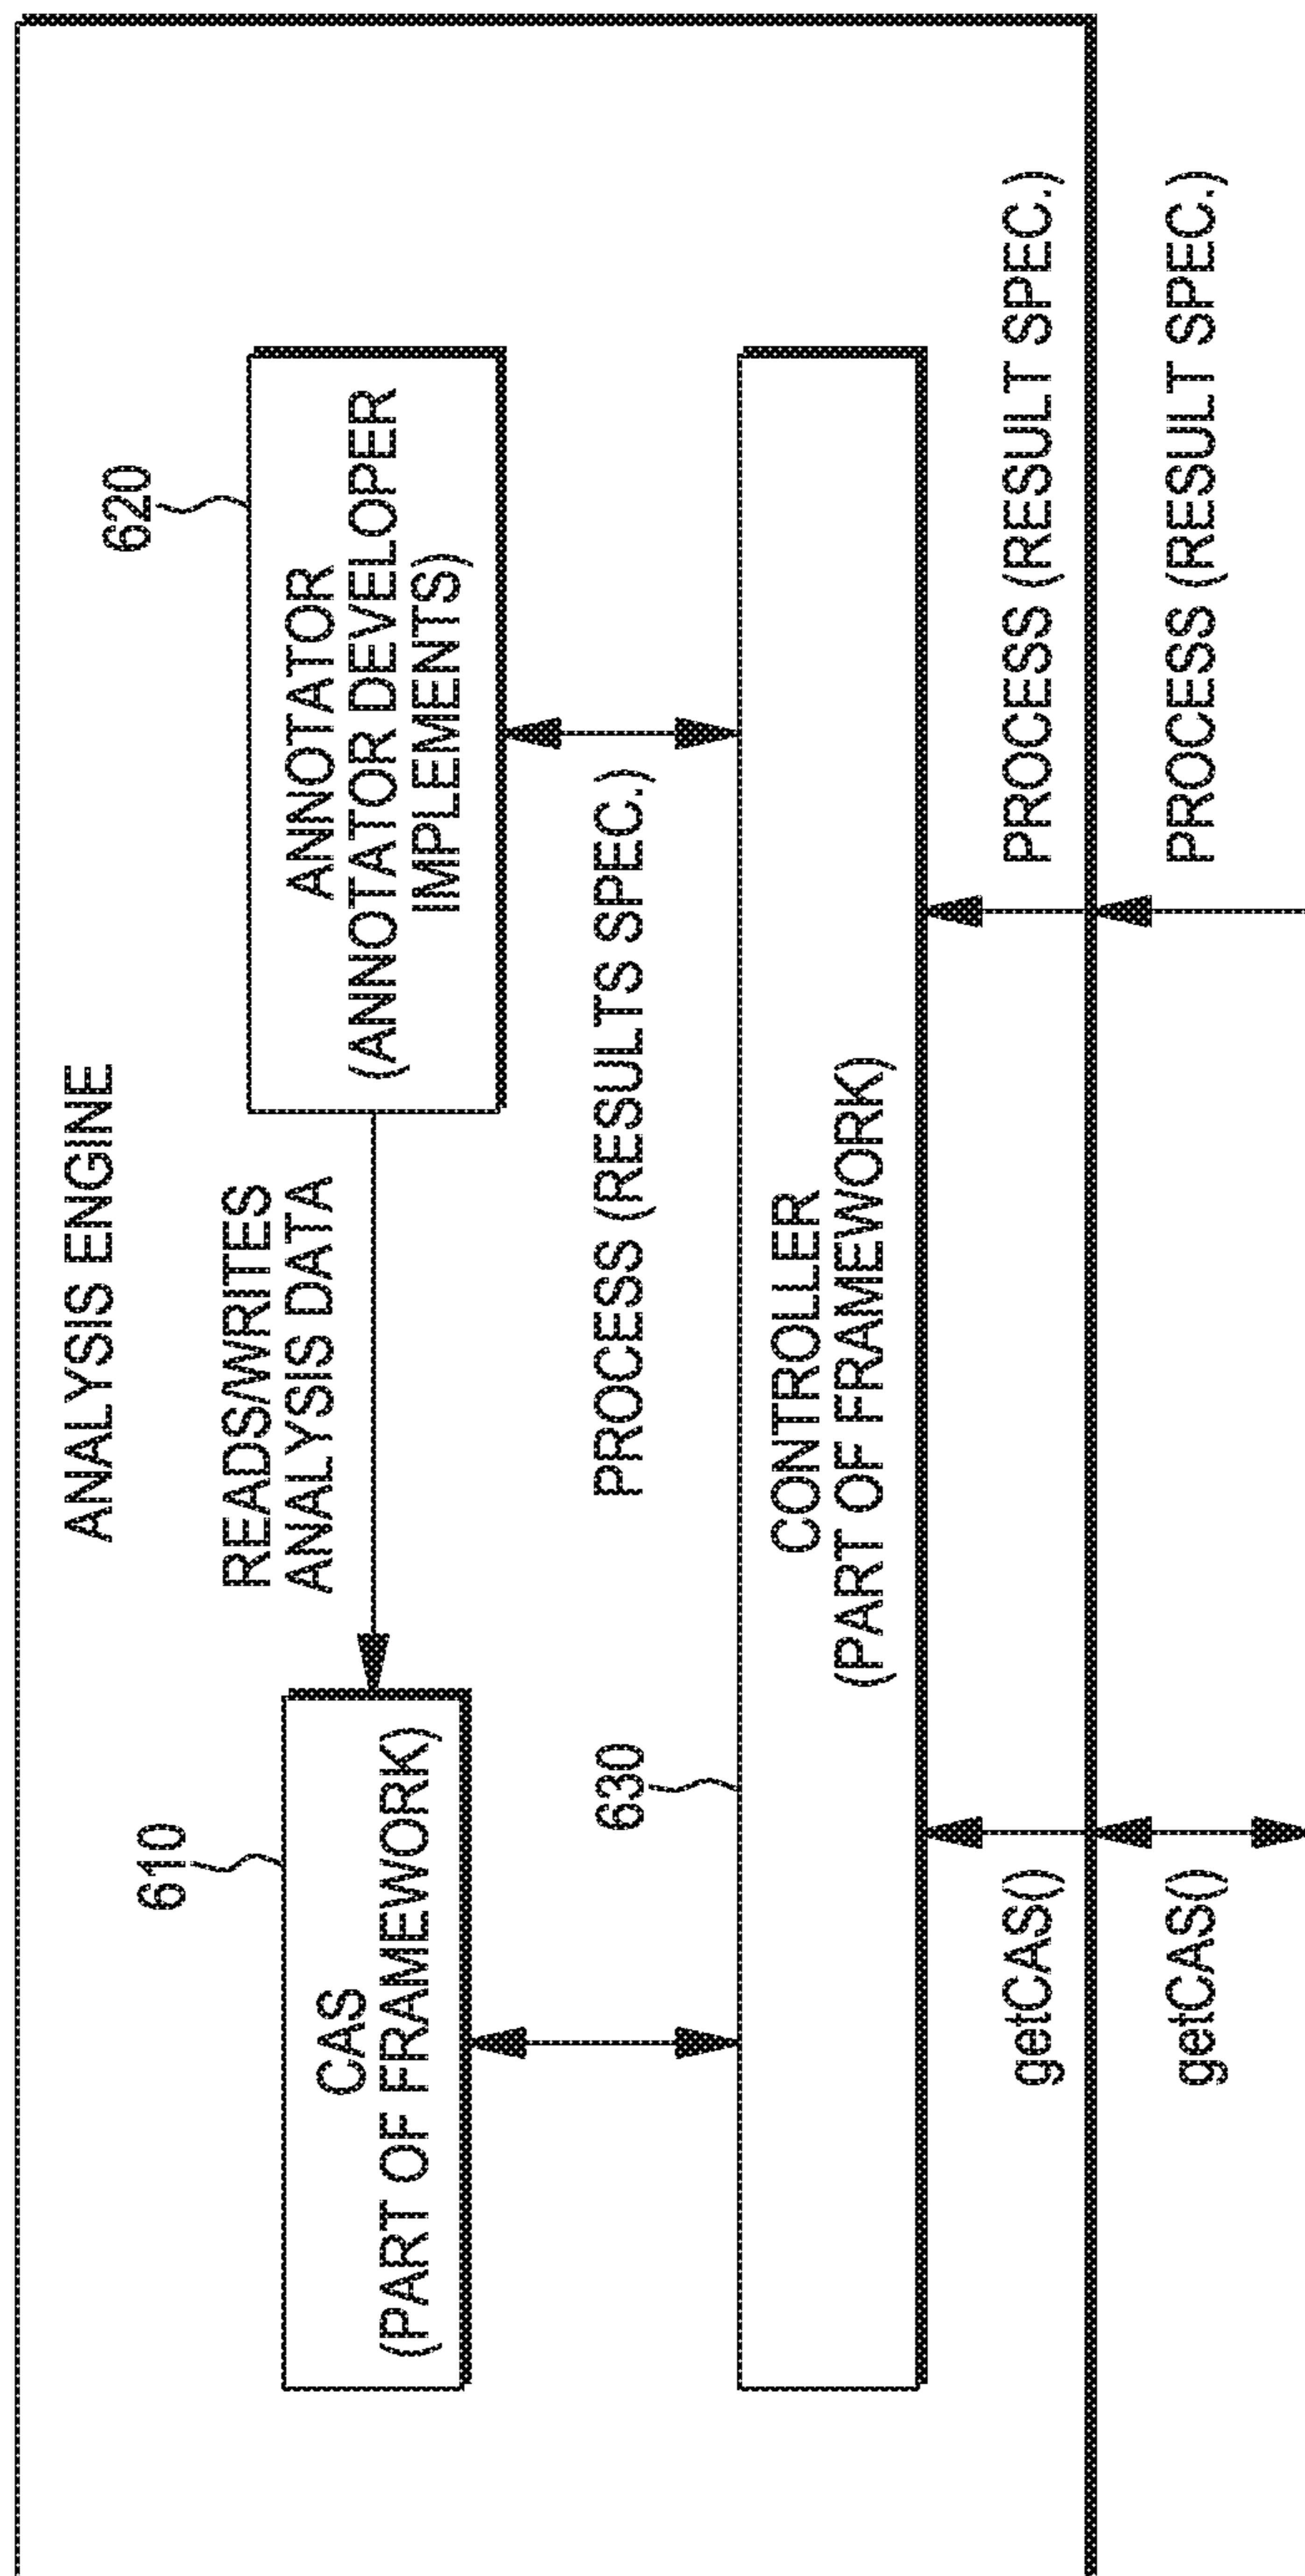 ANALYSIS ENGINE
610
CAS
(PART OF FRAMEWORK)
READS/WRITES
ANALYSIS DATA
620
ANNOTATOR
(ANNOTATOR DEVELOPER
IMPLEMENTS)
630
PROCESS (RESULTS SPEC.)
CONTROLLER
(PART OF FRAMEWORK)
getCAS()
PROCESS (RESULT SPEC.)
getCAS()
PROCESS (RESULT SPEC.)